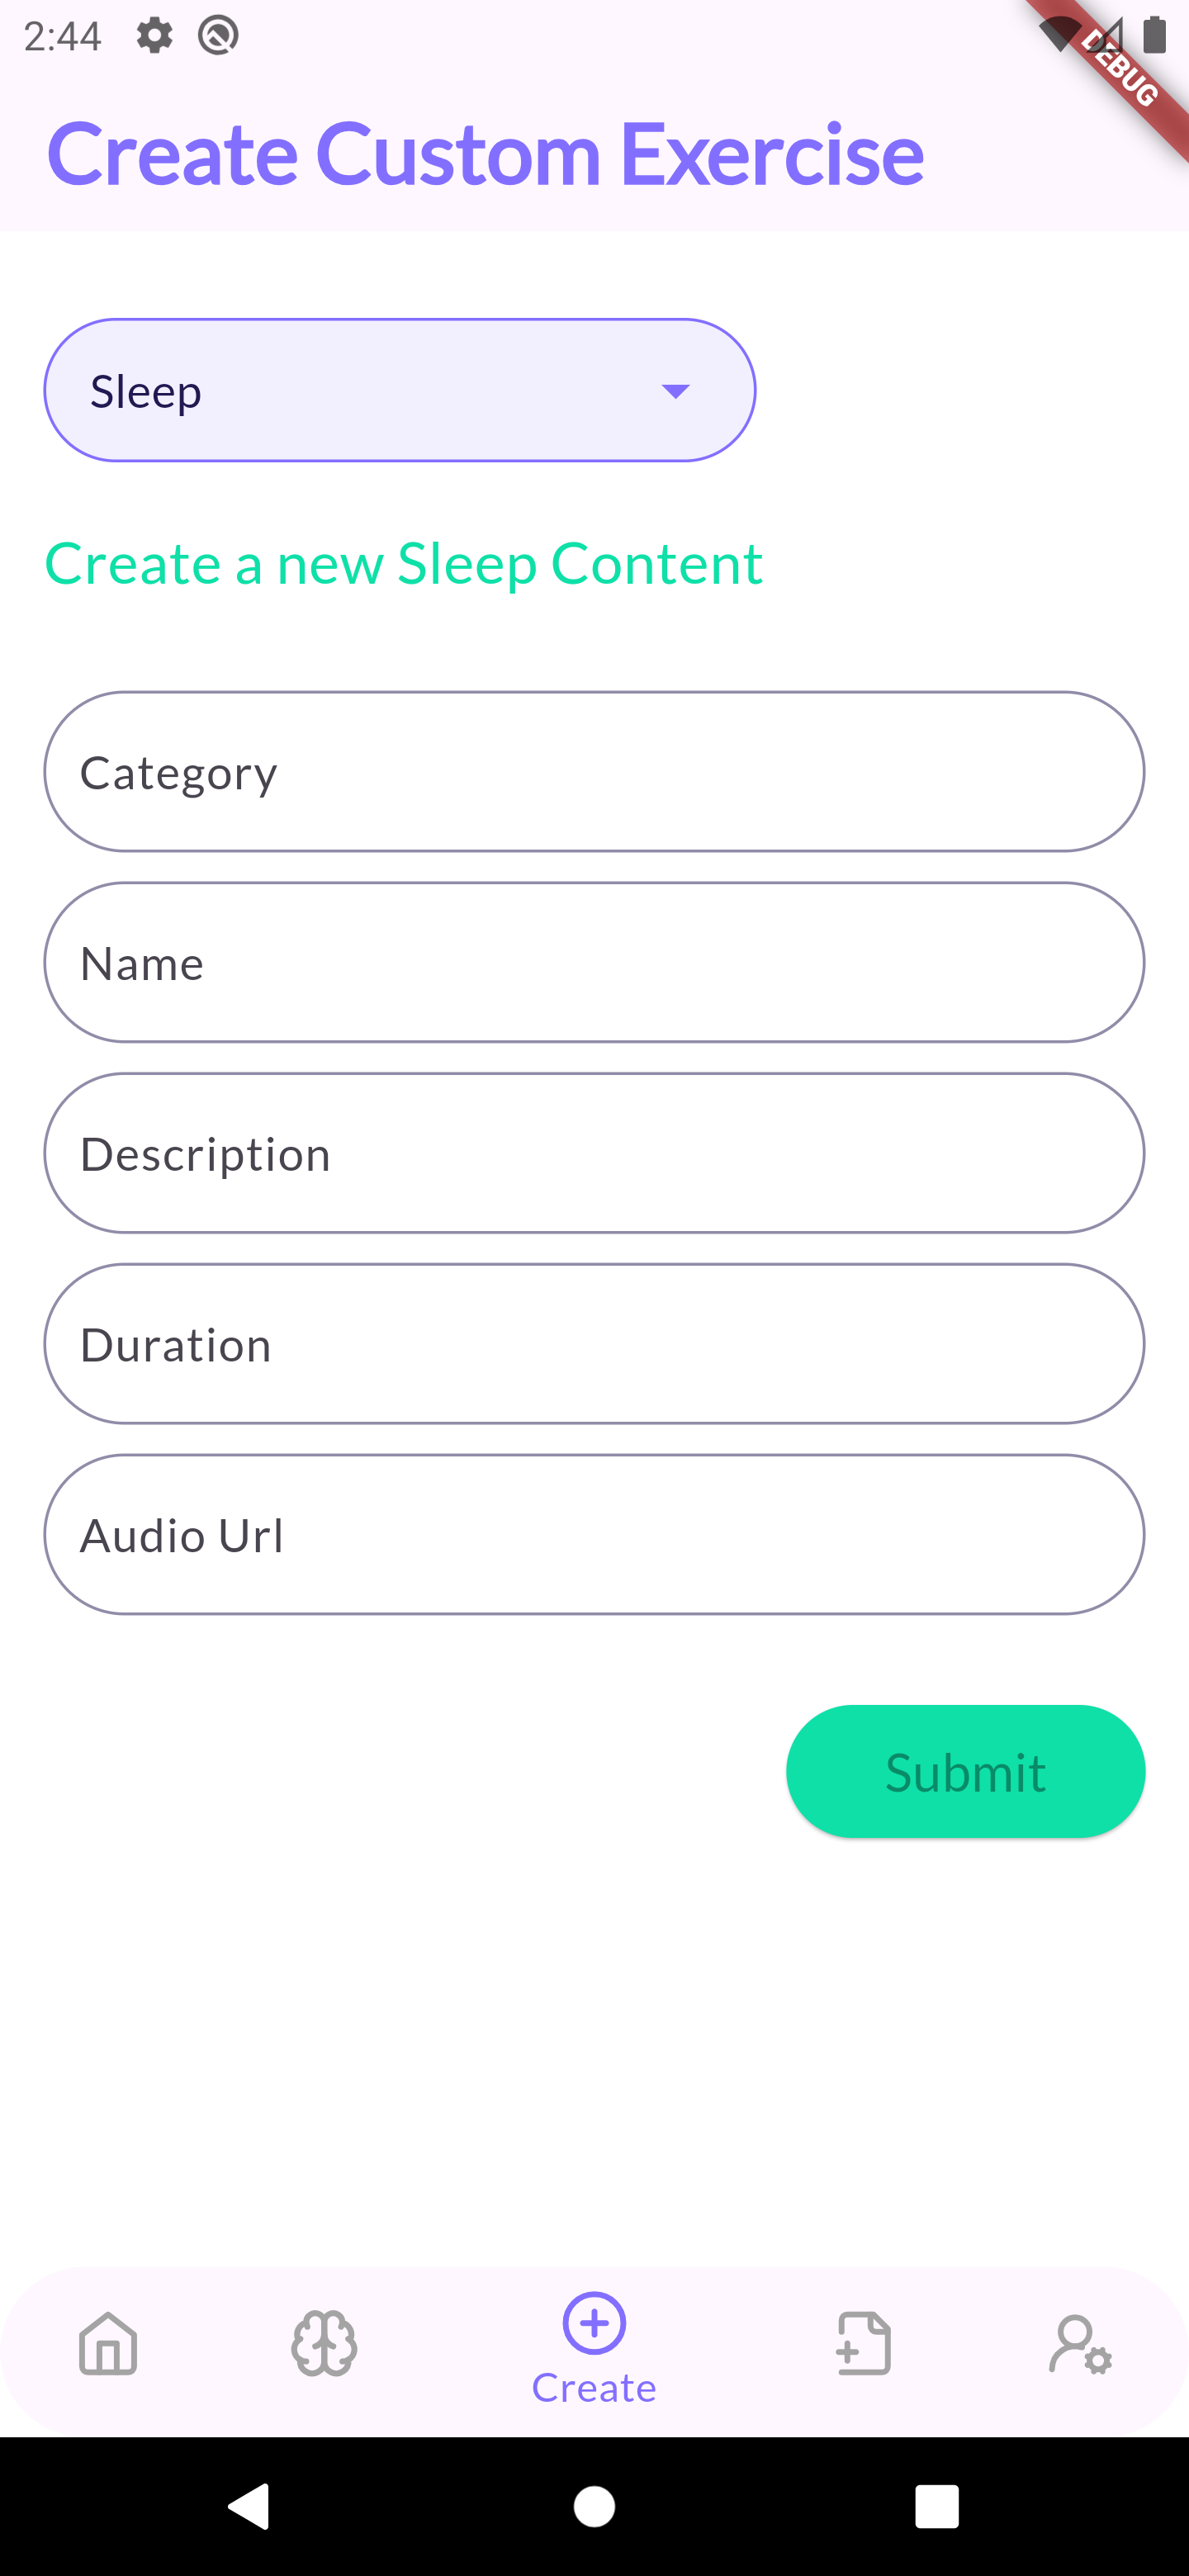 2:44
DEBUG
Create Custom Exercise
Sleep
Create a new Sleep Content
Category
Name
Description
Duration
Audio Url
Submit
Create